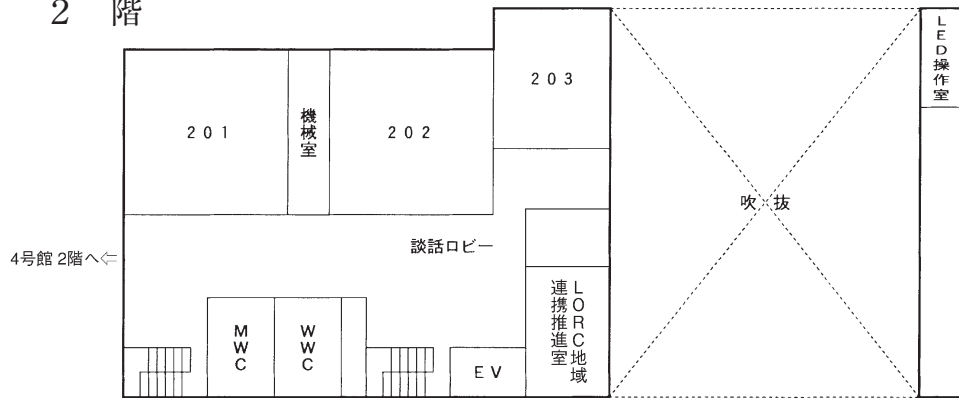 2 階
LED操作室
203
201
機械室
202
吹 抜
談話ロビー
4号館 2階へ⇦
LORC地域
連携推進室
MWC
WWC
EV